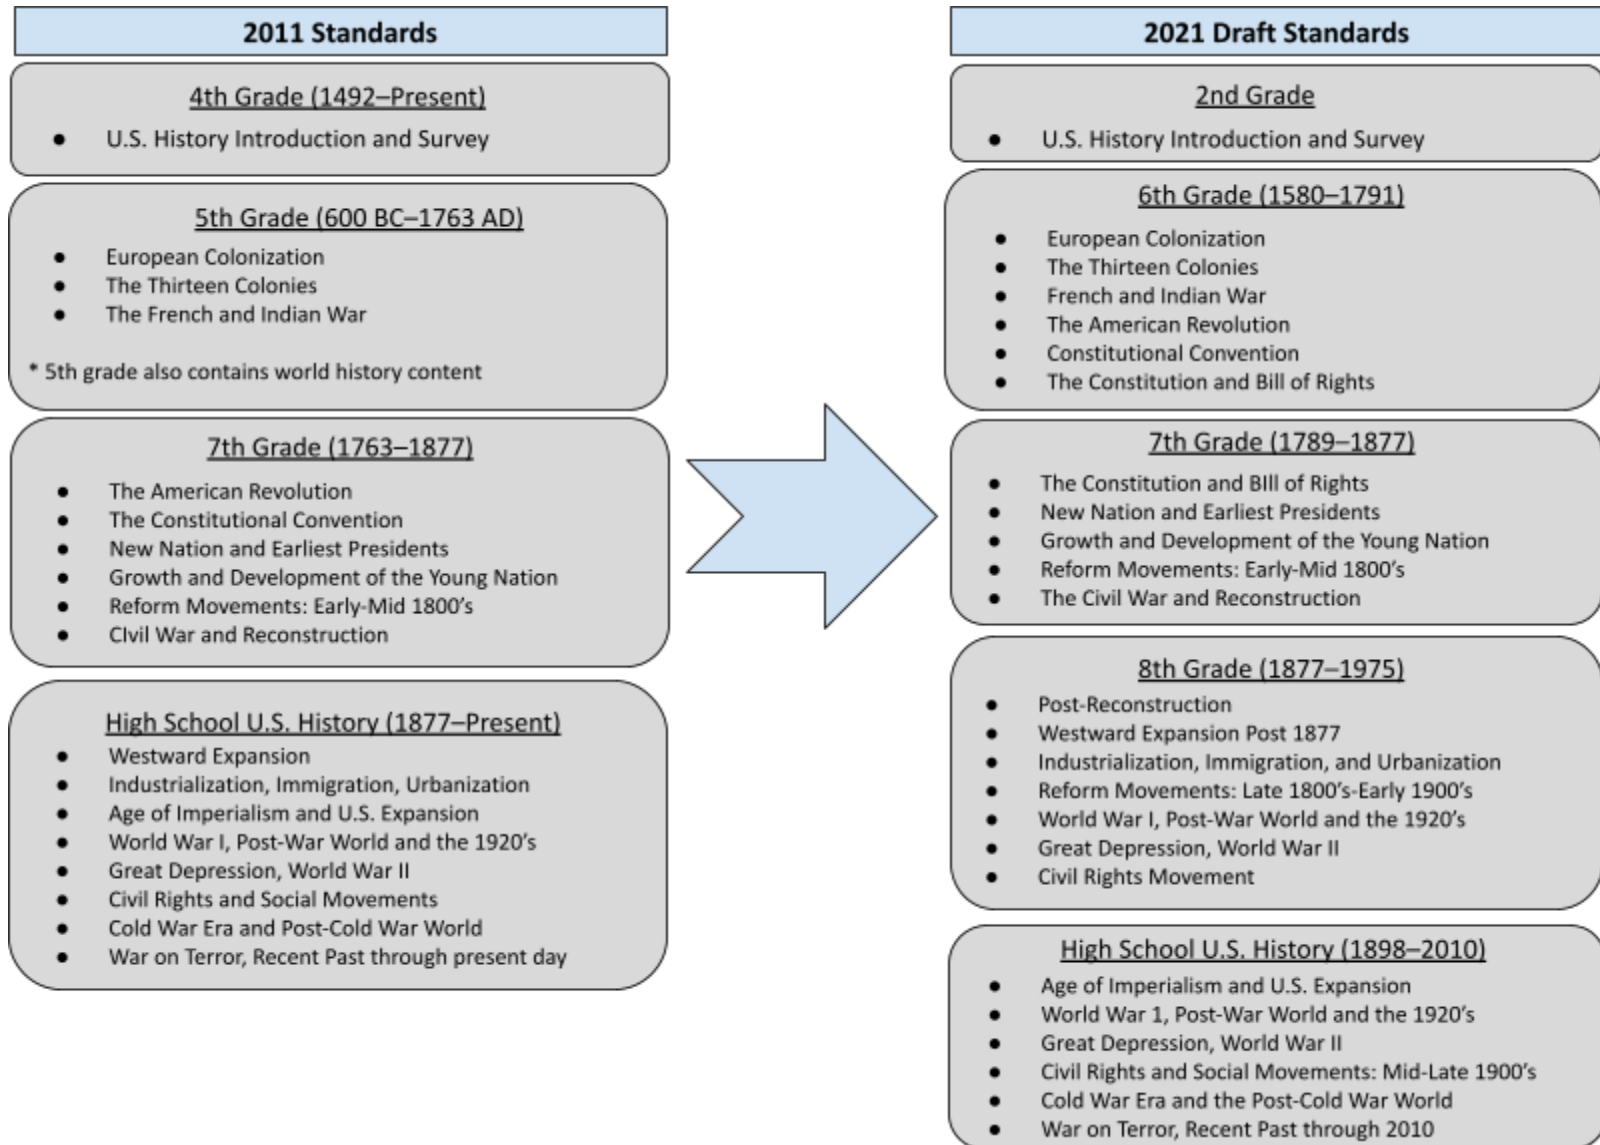 2011 Standards
4th Grade (1492–Present)
● U.S. History Introduction and Survey
5th Grade (600 BC–1763 AD)
● European Colonization
● The Thirteen Colonies
● The French and Indian War
* 5th grade also contains world history content
7th Grade (1763–1877)
● The American Revolution
● The Constitutional Convention
● New Nation and Earliest Presidents
● Growth and Development of the Young Nation
● Reform Movements: Early-Mid 1800's
● CIvil War and Reconstruction
High School U.S. History (1877–Present)
● Westward Expansion
● Industrialization, Immigration, Urbanization
● Age of Imperialism and U.S. Expansion
● World War I, Post-War World and the 1920's
● Great Depression, World War II
● Civil Rights and Social Movements
● Cold War Era and Post-Cold War World
● War on Terror, Recent Past through present day
2021 Draft Standards
2nd Grade
● U.S. History Introduction and Survey
6th Grade (1580–1791)
● European Colonization
● The Thirteen Colonies
● French and Indian War
● The American Revolution
● Constitutional Convention
● The Constitution and Bill of Rights
7th Grade (1789–1877)
● The Constitution and BIll of Rights
● New Nation and Earliest Presidents
● Growth and Development of the Young Nation
● Reform Movements: Early-Mid 1800's
● The Civil War and Reconstruction
8th Grade (1877–1975)
● Post-Reconstruction
● Westward Expansion Post 1877
● Industrialization, Immigration, and Urbanization
● Reform Movements: Late 1800's-Early 1900's
● World War I, Post-War World and the 1920's
● Great Depression, World War II
● Civil Rights Movement
High School U.S. History (1898–2010)
● Age of Imperialism and U.S. Expansion
● World War 1, Post-War World and the 1920's
● Great Depression, World War II
● Civil Rights and Social Movements: Mid-Late 1900's
● Cold War Era and the Post-Cold War World
● War on Terror, Recent Past through 2010